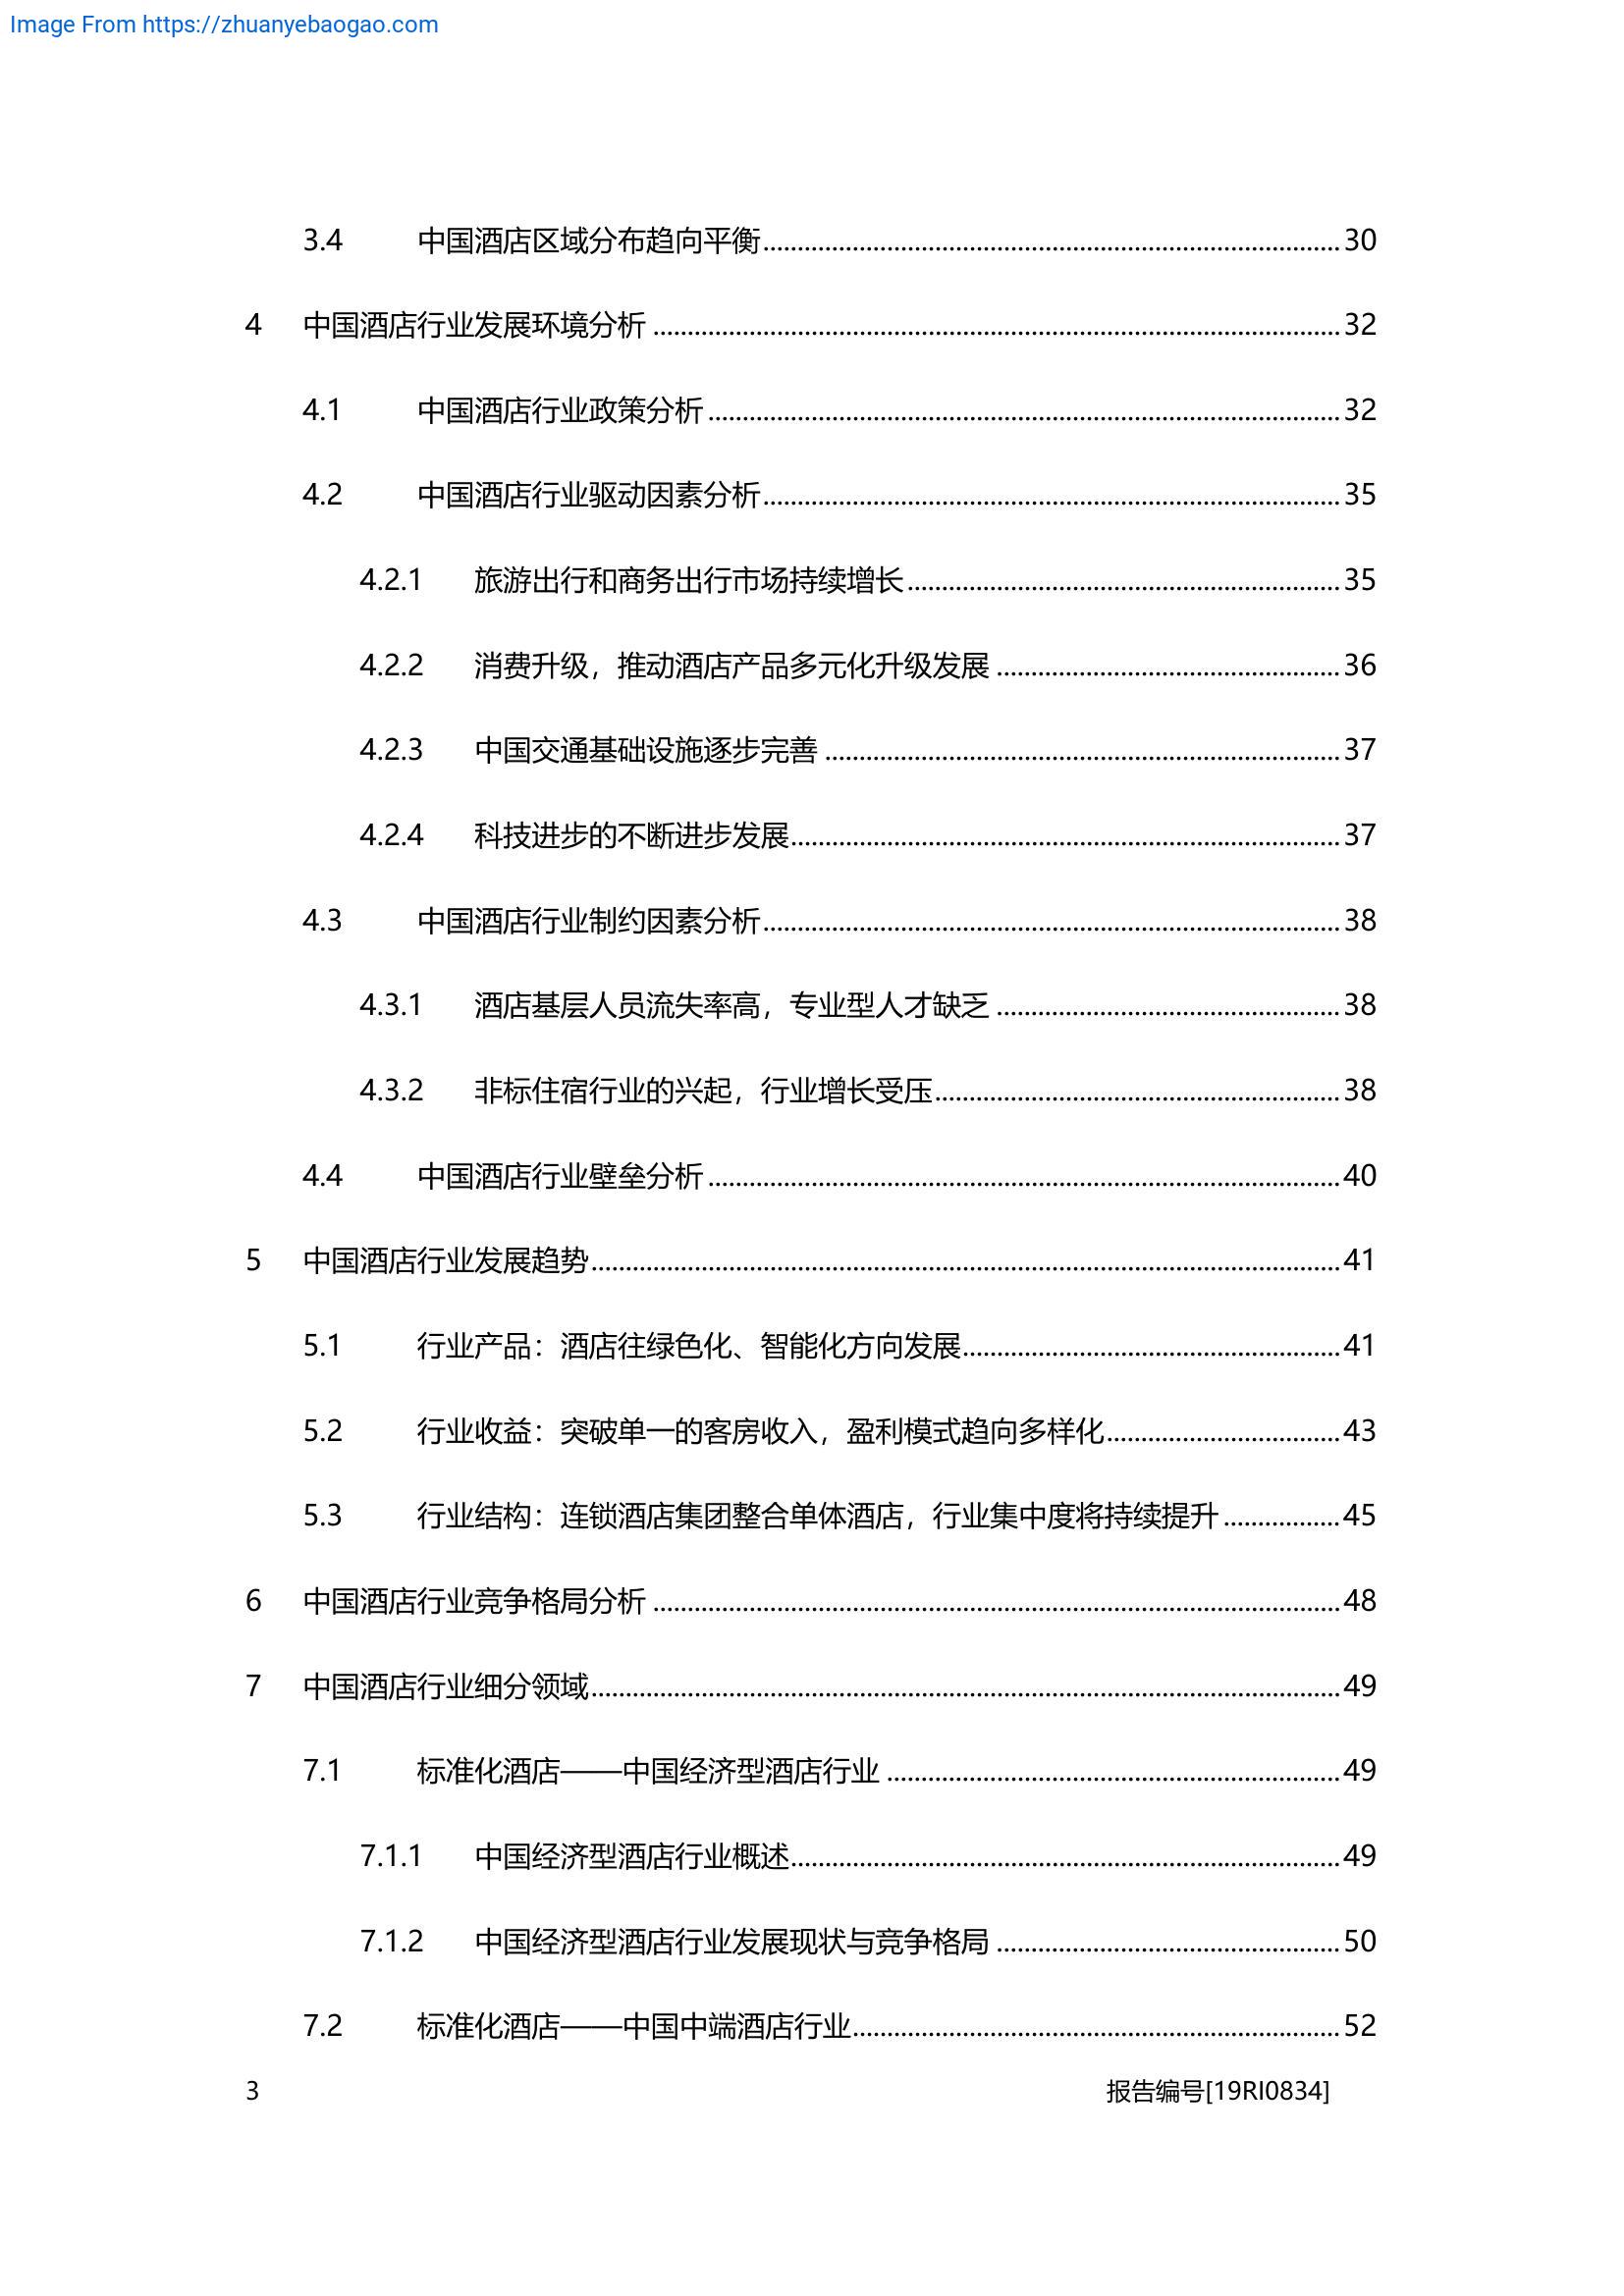 Image From https://zhuanyebaogao.com
3.4 中国酒店区域分布趋向平衡 30
4 中国酒店行业发展环境分析 32
4.1 中国酒店行业政策分析 32
4.2 中国酒店行业驱动因素分析 35
4.2.1 旅游出行和商务出行市场持续增长 35
4.2.2 消费升级，推动酒店产品多元化升级发展 36
4.2.3 中国交通基础设施逐步完善 37
4.2.4 科技进步的不断进步发展 37
4.3 中国酒店行业制约因素分析 38
4.3.1 酒店基层人员流失率高，专业型人才缺乏 38
4.3.2 非标住宿行业的兴起，行业增长受压 38
4.4 中国酒店行业壁垒分析 40
5 中国酒店行业发展趋势 41
5.1 行业产品：酒店往绿色化、智能化方向发展 41
5.2 行业收益：突破单一的客房收入，盈利模式趋向多样化 43
5.3 行业结构：连锁酒店集团整合单体酒店，行业集中度将持续提升 45
6 中国酒店行业竞争格局分析 48
7 中国酒店行业细分领域 49
7.1 标准化酒店——中国经济型酒店行业 49
7.1.1 中国经济型酒店行业概述 49
7.1.2 中国经济型酒店行业发展现状与竞争格局 50
7.2 标准化酒店——中国中端酒店行业 52
3 报告编号[19RI0834]